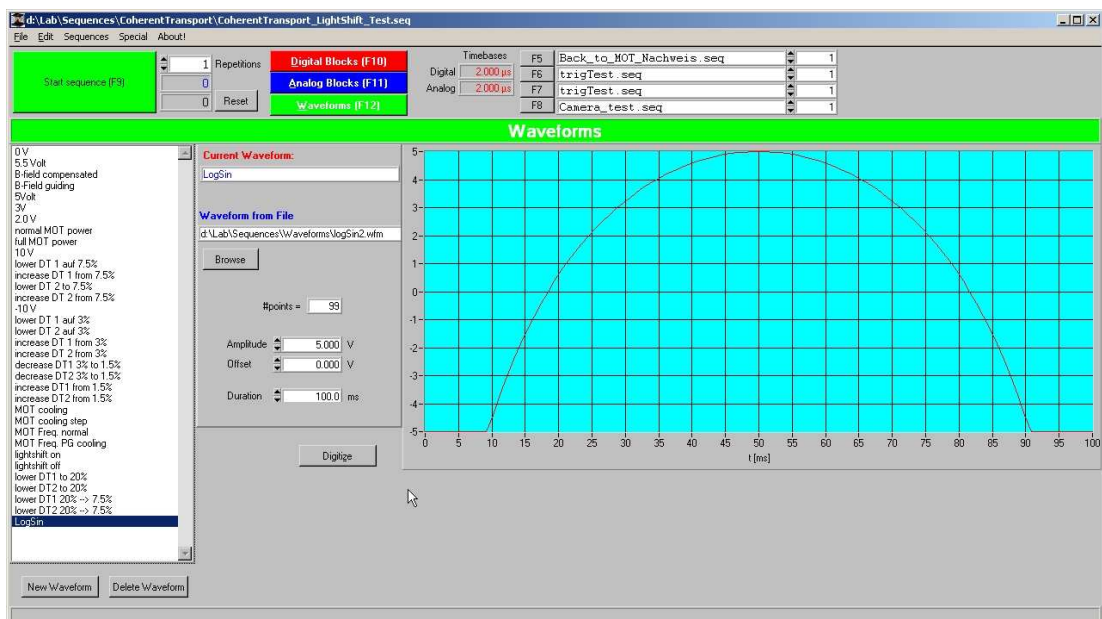 d:\Lab\Sequences\CoherentTransport\CoherentTransport_LightShift_Test.seq
File Edit Sequences Special About!
Start sequence (F9)
1 Repetitions
0
0 Reset
Digital Blocks (F10)
Analog Blocks (F11)
Waveforms (F12)
Timebases
Digital 2.000 µs
Analog 2.000 µs
F5 Back_to_MOT_Nachweis.seq 1
F6 trigTest.seq 1
F7 trigTest.seq 1
F8 Camera_test.seq 1
Waveforms
0 V
5.5 Volt
B-field compensated
B-Field guiding
5Volt
3V
2.0 V
normal MOT power
full MOT power
10 V
lower DT 1 auf 7.5%
increase DT 1 from 7.5%
lower DT 2 to 7.5%
increase DT 2 from 7.5%
-10 V
lower DT 1 auf 3%
lower DT 2 auf 3%
increase DT 1 from 3%
increase DT 2 from 3%
decrease DT1 3% to 1.5%
decrease DT2 3% to 1.5%
increase DT1 from 1.5%
increase DT2 from 1.5%
MOT cooling
MOT cooling step
MOT Freq. normal
MOT Freq. PG cooling
lightshift on
lightshift off
lower DT1 to 20%
lower DT2 to 20%
lower DT1 20% --> 7.5%
lower DT2 20% --> 7.5%
LogSin
New Waveform Delete Waveform
Current Waveform:
LogSin
Waveform from File
d:\Lab\Sequences\Waveforms\logSin2.wfm
Browse
#points = 99
Amplitude 5.000 V
Offset 0.000 V
Duration 100.0 ms
Digitize
5
4
3
2
1
0
-1
-2
-3
-4
-5
0 5 10 15 20 25 30 35 40 45 50 55 60 65 70 75 80 85 90 95 100
t [ms]